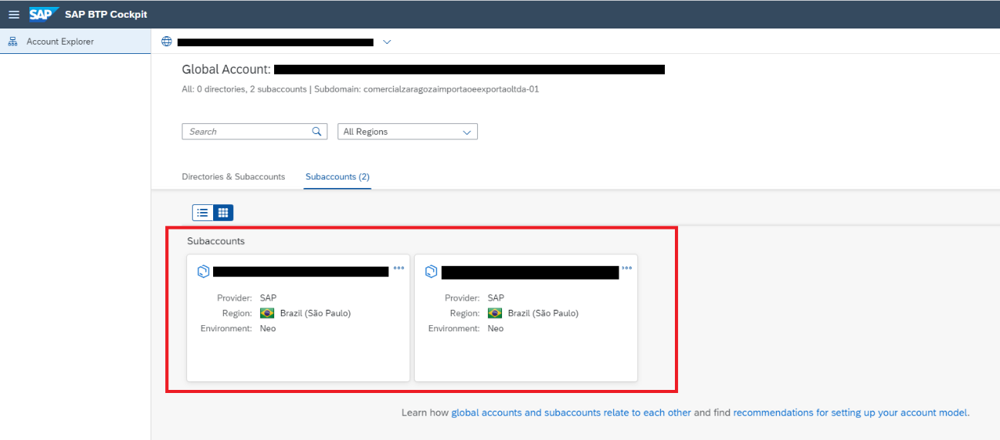 SAP SAP BTP Cockpit
Account Explorer
Global Account:
All: 0 directories, 2 subaccounts | Subdomain: comercialzaragozaimportaoeexportaoltda-01
Search
All Regions
Directories & Subaccounts
Subaccounts (2)
Subaccounts
Provider: SAP
Region: Brazil (São Paulo)
Environment: Neo
Provider: SAP
Region: Brazil (São Paulo)
Environment: Neo
Learn how global accounts and subaccounts relate to each other and find recommendations for setting up your account model.